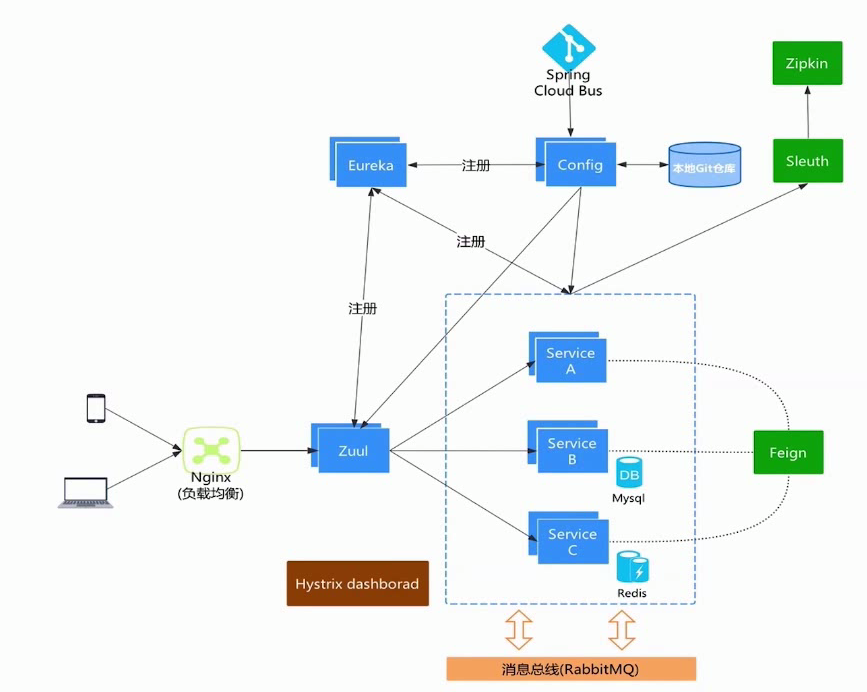 Spring
Cloud Bus
Zipkin
Eureka
注册
Config
本地Git仓库
Sleuth
注册
注册
Service
A
Zuul
Service
B
Feign
Nginx
(负载均衡)
DB
Mysql
Service
C
Hystrix dashborad
Redis
消息总线(RabbitMQ)